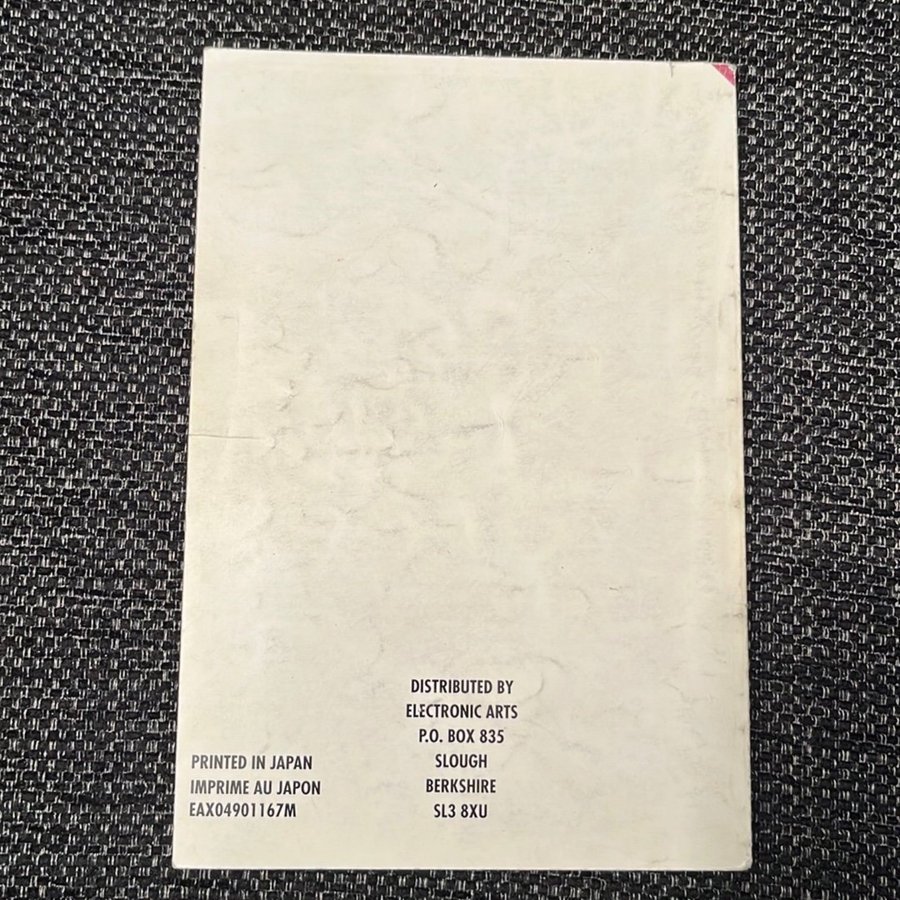 DISTRIBUTED BY
ELECTRONIC ARTS
P.O. BOX 835
SLOUGH
BERKSHIRE
SL3 8XU
PRINTED IN JAPAN
IMPRIME AU JAPON
EAX04901167M